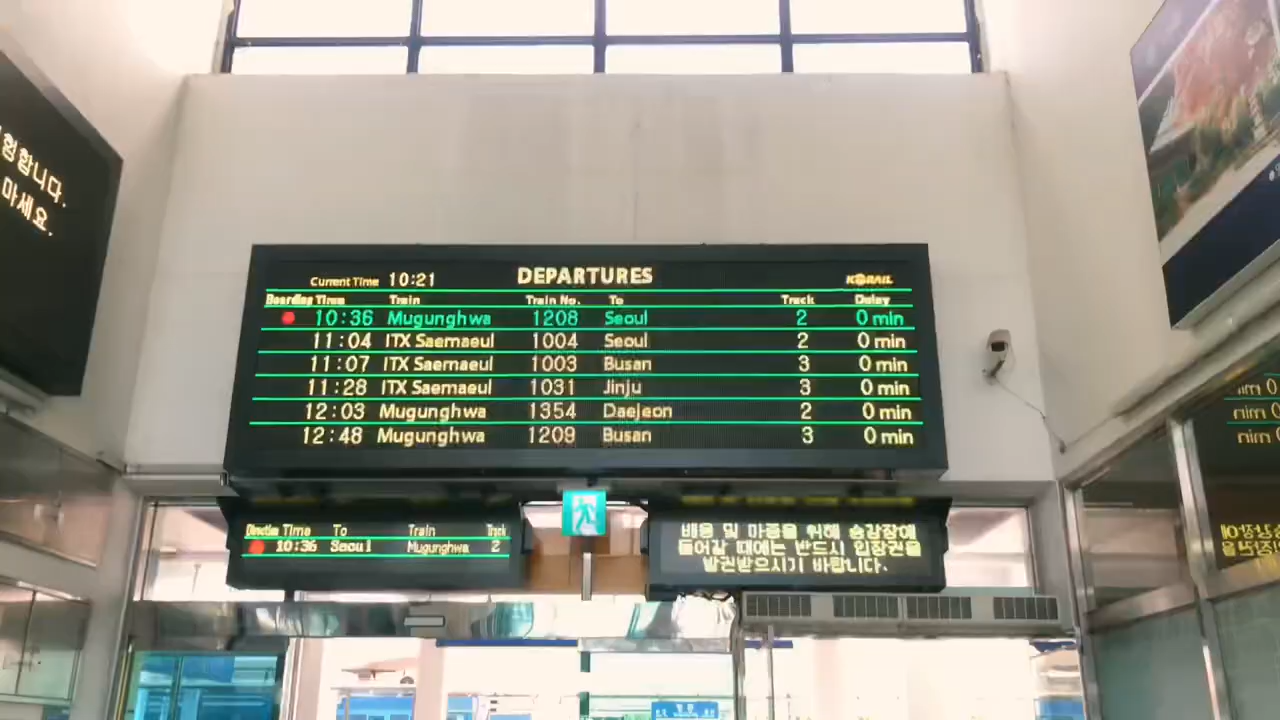 험합니다.
마세요.
Current Time 10:21 DEPARTURES KORAIL
Boarding Time Train Train No. To Track Delay
10:36 Mugunghwa 1208 Seoul 2 0 min
11:04 ITX Saemaeul 1004 Seoul 2 0 min
11:07 ITX Saemaeul 1003 Busan 3 0 min
11:28 ITX Saemaeul 1031 Jinju 3 0 min
12:03 Mugunghwa 1354 Daejeon 2 0 min
12:48 Mugunghwa 1209 Busan 3 0 min
Direction Time To Train Track
10:36 Seoul Mugunghwa 2
배웅 및 마중을 위해 승강장에
들어갈 때에는 반드시 입장권을
발권받으시기 바랍니다.